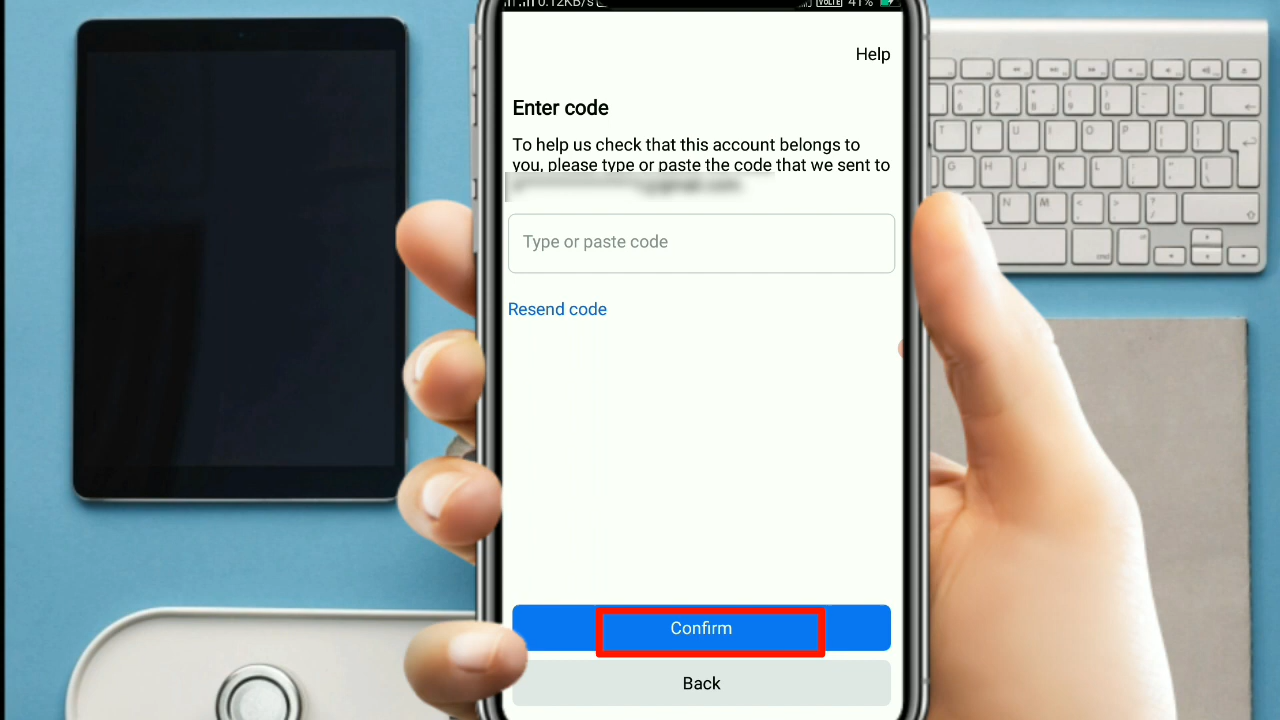 0.12KB/s
VOLTE 41%
Help
Enter code
To help us check that this account belongs to
you, please type or paste the code that we sent to
Type or paste code
Resend code
Confirm
Back
T Y U I O P
G H J K L
N M